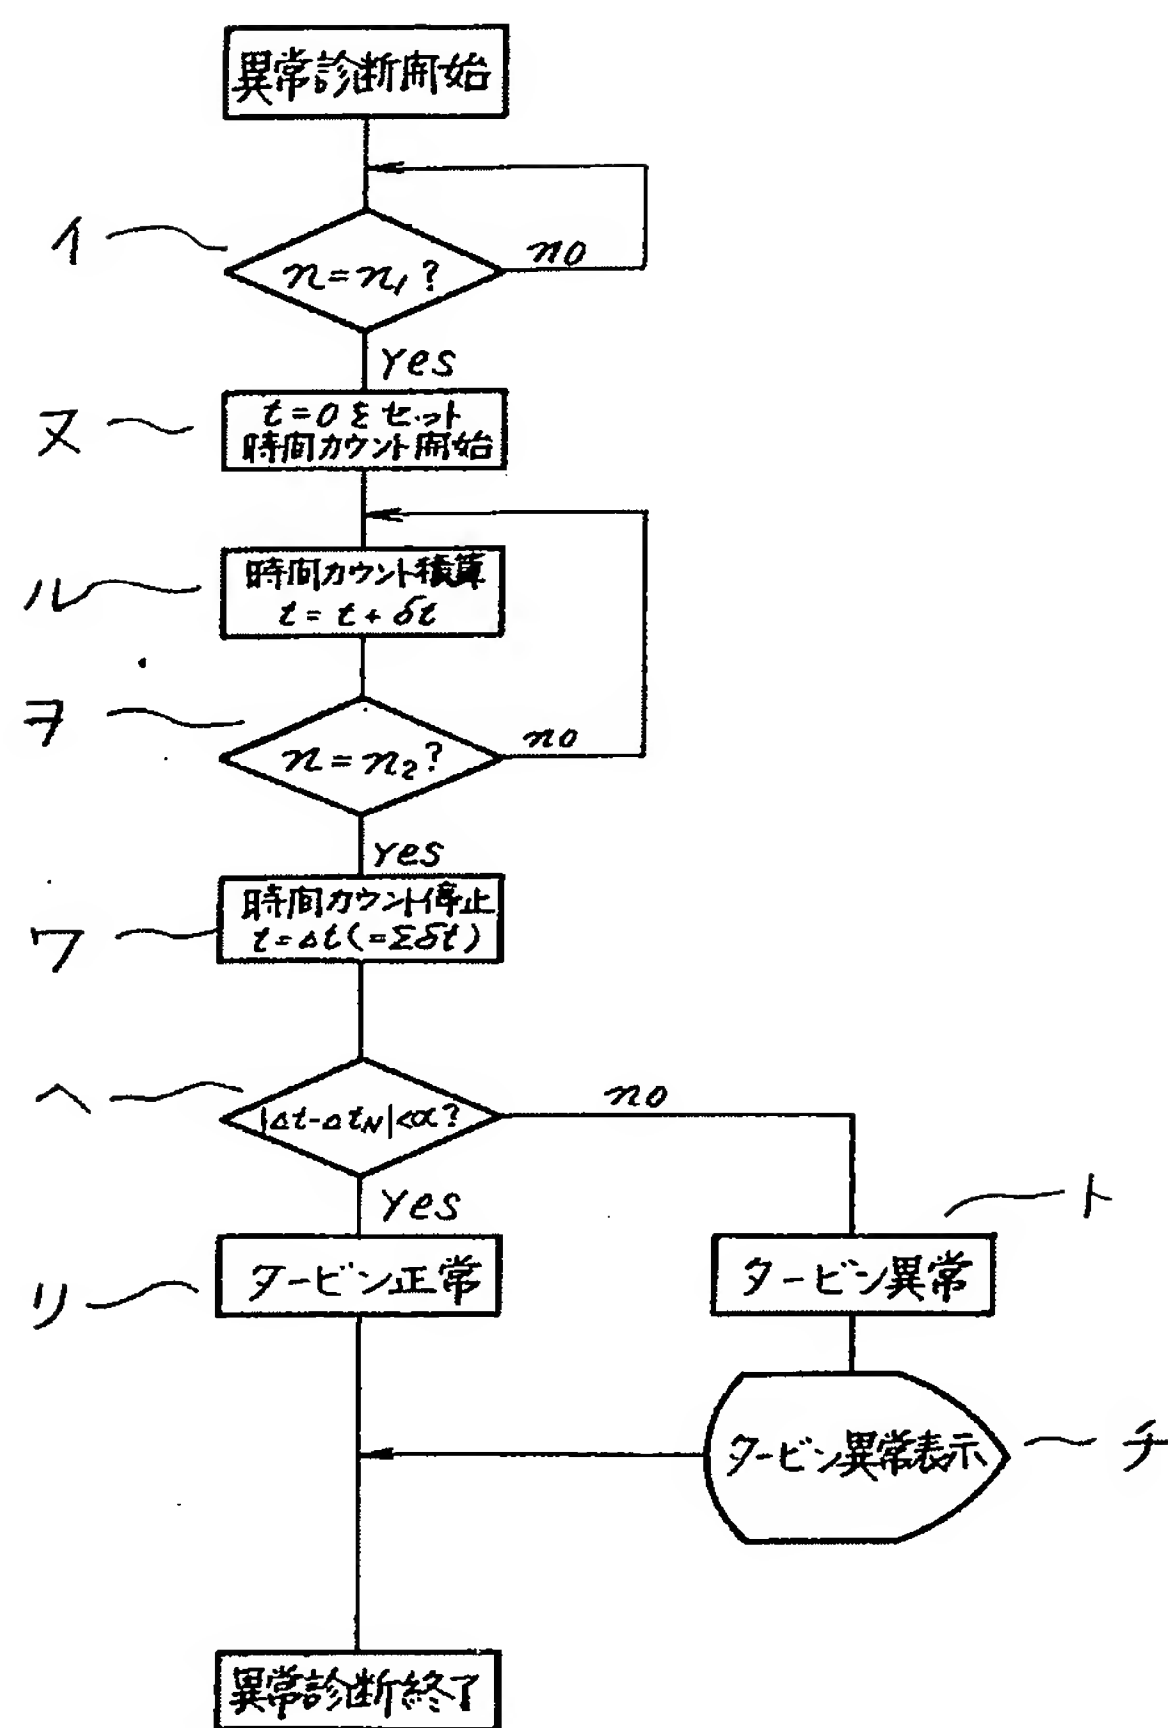 異常診断開始
イ
n=n₁?
no
Yes
ヌ
t=0をセット
時間カウント開始
ル
時間カウント積算
t=t+δt
ヲ
n=n₂?
no
Yes
ワ
時間カウント停止
t=Δt(=Σδt)
ヘ
|Δt-Δt_N|<α?
no
Yes
ト
リ
タービン正常
タービン異常
タービン異常表示
チ
異常診断終了